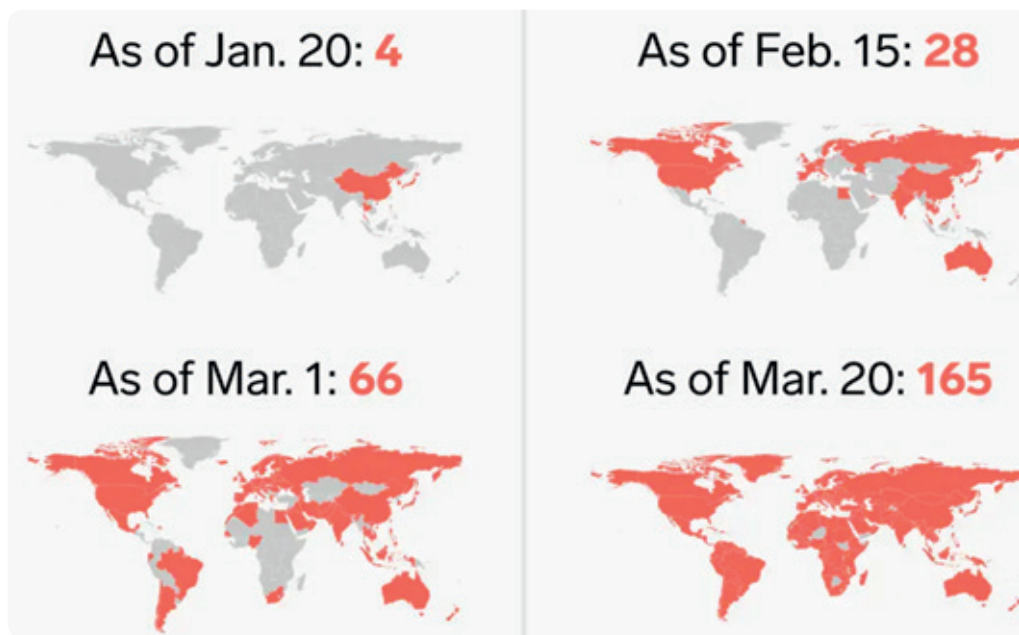 As of Jan. 20: 4
As of Feb. 15: 28
As of Mar. 1: 66
As of Mar. 20: 165